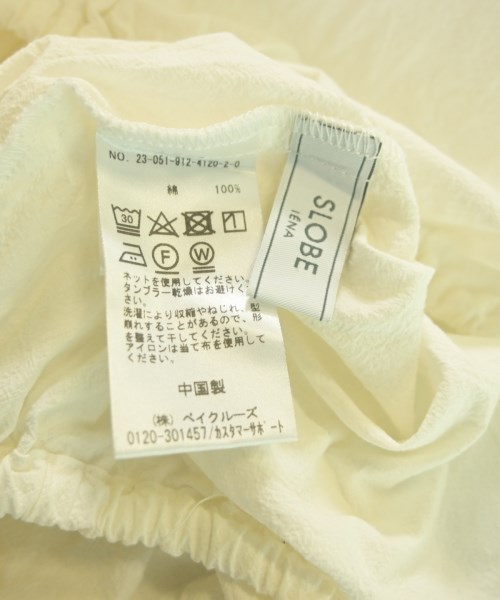 NO. 23-051-912-4120-2-0
綿 100%
30
F W
ネットを使用してください。
タンブラー乾燥はお避けくだ
さい。
洗濯により収縮やねじれ、型
崩れすることがあるので、形
を整えて干してください。
アイロンは当て布を使用して
ください。
中国製
(株) ベイクルーズ
0120-301457/カスタマーサポート
SLOBE
IÉNA